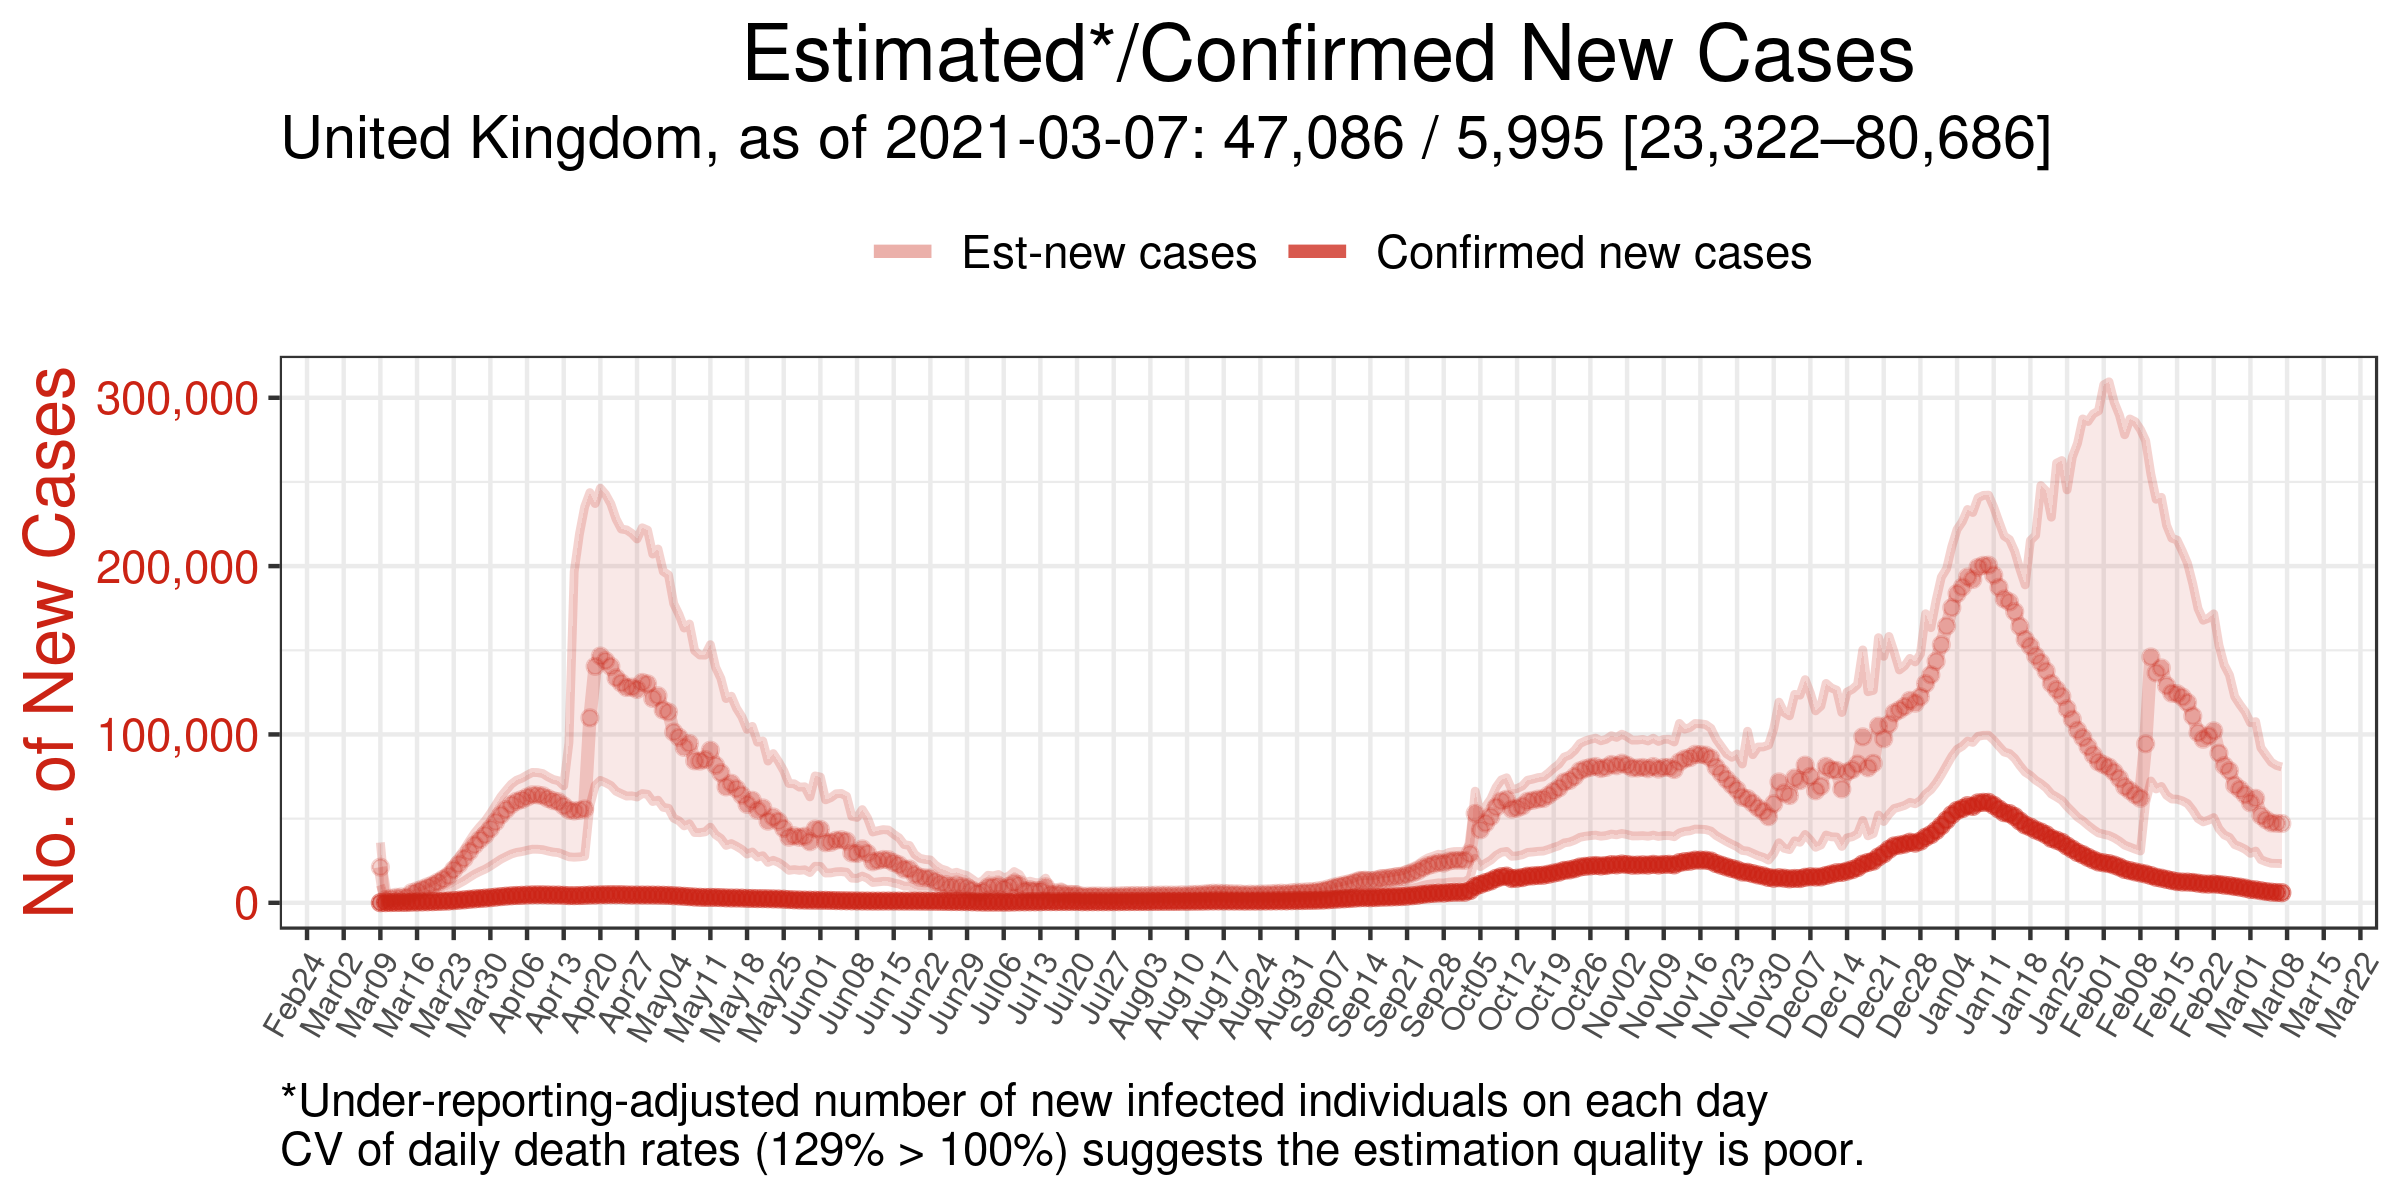 Estimated*/Confirmed New Cases
United Kingdom, as of 2021-03-07: 47,086 / 5,995 [23,322–80,686]
Est-new cases
Confirmed new cases
No. of New Cases
300,000
200,000
100,000
0
Feb24
Mar02
Mar09
Mar16
Mar23
Mar30
Apr06
Apr13
Apr20
Apr27
May04
May11
May18
May25
Jun01
Jun08
Jun15
Jun22
Jun29
Jul06
Jul13
Jul20
Jul27
Aug03
Aug10
Aug17
Aug24
Aug31
Sep07
Sep14
Sep21
Sep28
Oct05
Oct12
Oct19
Oct26
Nov02
Nov09
Nov16
Nov23
Nov30
Dec07
Dec14
Dec21
Dec28
Jan04
Jan11
Jan18
Jan25
Feb01
Feb08
Feb15
Feb22
Mar01
Mar08
Mar15
Mar22
*Under-reporting-adjusted number of new infected individuals on each day
CV of daily death rates (129% > 100%) suggests the estimation quality is poor.